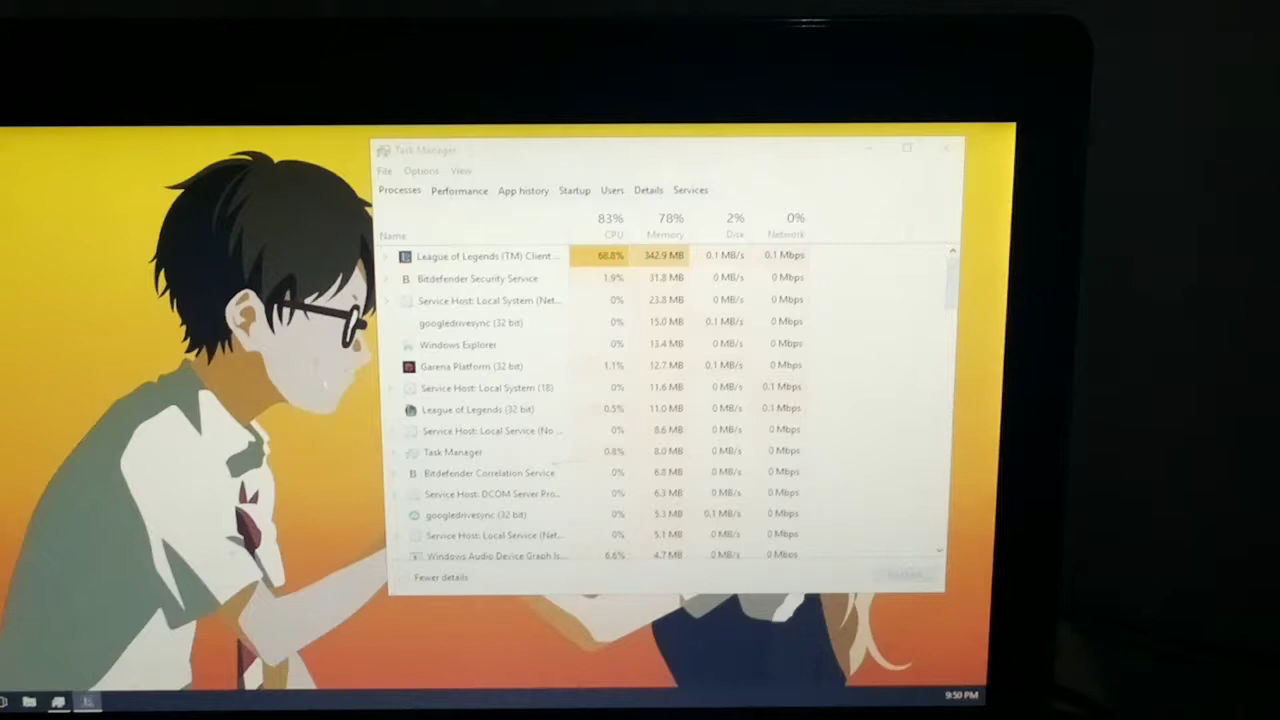 Task Manager
File Options View
Processes Performance App history Startup Users Details Services
83% 78% 2% 0%
Name CPU Memory Disk Network
League of Legends (TM) Client... 68.8% 342.9 MB 0.1 MB/s 0.1 Mbps
Bitdefender Security Service 1.9% 31.8 MB 0 MB/s 0 Mbps
Service Host: Local System (Net... 0% 23.8 MB 0 MB/s 0 Mbps
googledrivesync (32 bit) 0% 15.0 MB 0.1 MB/s 0 Mbps
Windows Explorer 0% 13.4 MB 0 MB/s 0 Mbps
Garena Platform (32 bit) 1.1% 12.7 MB 0.1 MB/s 0 Mbps
Service Host: Local System (18) 0% 11.6 MB 0 MB/s 0.1 Mbps
League of Legends (32 bit) 0.5% 11.0 MB 0 MB/s 0.1 Mbps
Service Host: Local Service (No ... 0% 8.6 MB 0 MB/s 0 Mbps
Task Manager 0.8% 8.0 MB 0 MB/s 0 Mbps
Bitdefender Correlation Service 0% 6.8 MB 0 MB/s 0 Mbps
Service Host: DCOM Server Pro... 0% 6.3 MB 0 MB/s 0 Mbps
googledrivesync (32 bit) 0% 5.3 MB 0.1 MB/s 0 Mbps
Service Host: Local Service (Net... 0% 5.1 MB 0 MB/s 0 Mbps
Windows Audio Device Graph Is... 6.6% 4.7 MB 0 MB/s 0 Mbps
Fewer details
9:50 PM